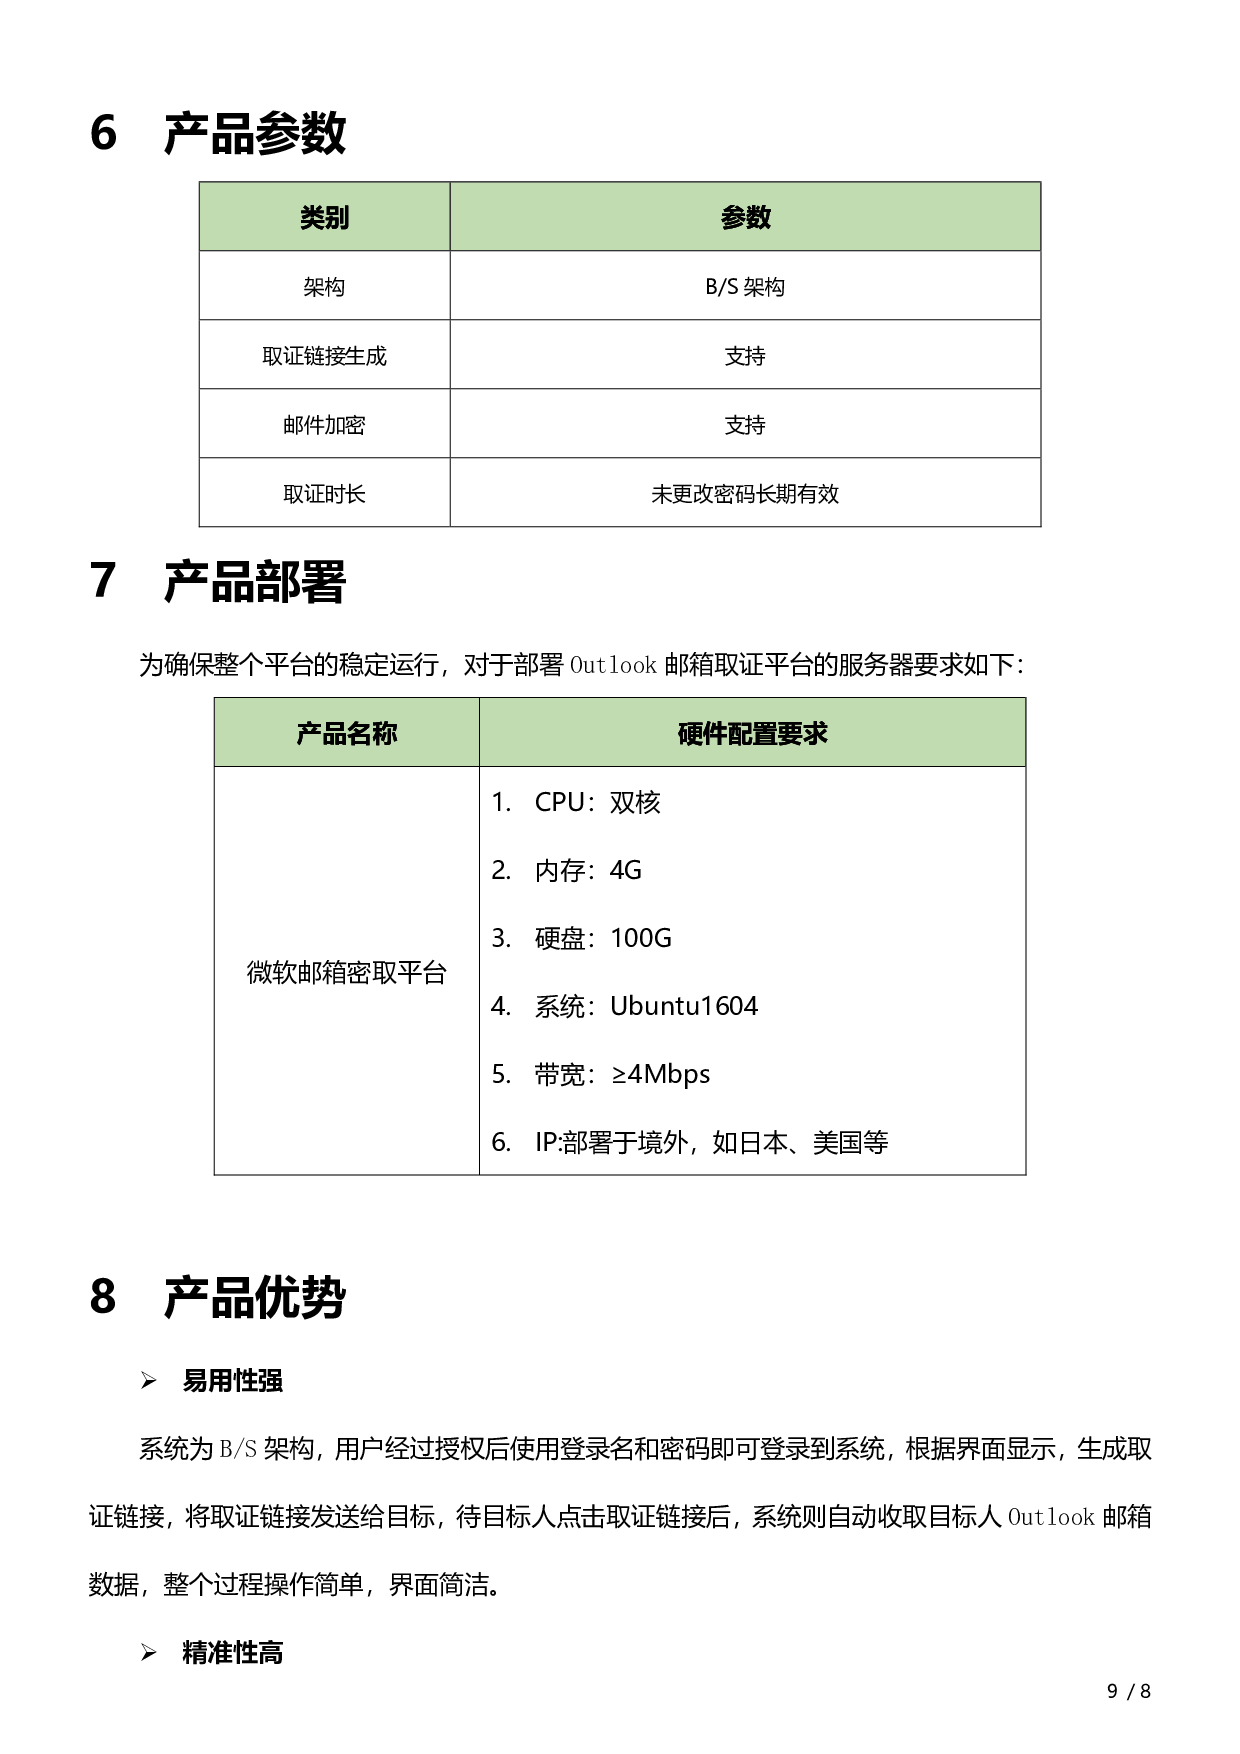 6 产品参数
类别 参数
架构 B/S 架构
取证链接生成 支持
邮件加密 支持
取证时长 未更改密码长期有效
7 产品部署
为确保整个平台的稳定运行，对于部署 Outlook 邮箱取证平台的服务器要求如下：
产品名称 硬件配置要求
1. CPU：双核
2. 内存：4G
3. 硬盘：100G
微软邮箱密取平台
4. 系统：Ubuntu1604
5. 带宽：≥4Mbps
6. IP:部署于境外，如日本、美国等
8 产品优势
➢ 易用性强
系统为 B/S 架构，用户经过授权后使用登录名和密码即可登录到系统，根据界面显示，生成取
证链接，将取证链接发送给目标，待目标人点击取证链接后，系统则自动收取目标人 Outlook 邮箱
数据，整个过程操作简单，界面简洁。
➢ 精准性高
9 / 8